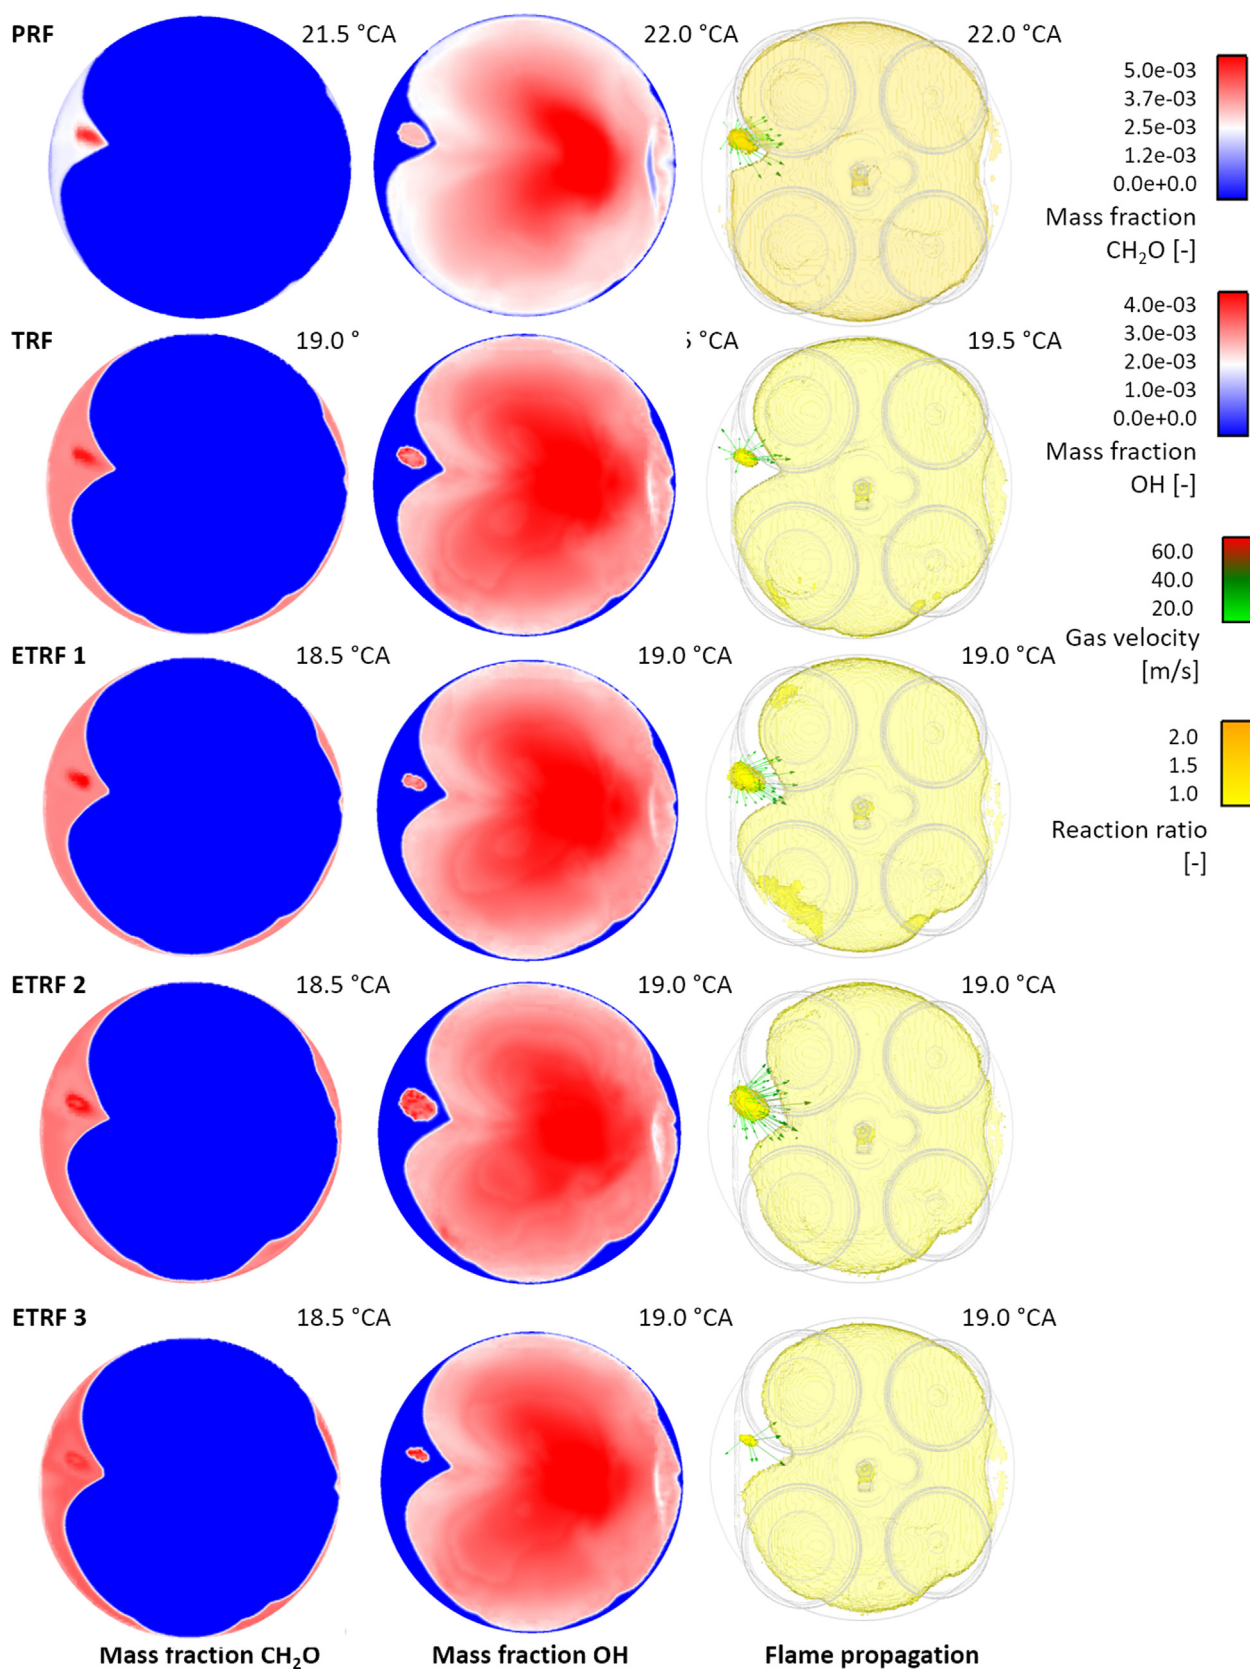 PRF 21.5 °CA 22.0 °CA 22.0 °CA
5.0e-03
3.7e-03
2.5e-03
1.2e-03
0.0e+0.0
Mass fraction
CH₂O [-]
4.0e-03
3.0e-03
2.0e-03
1.0e-03
0.0e+0.0
Mass fraction
OH [-]
TRF 19.0 ° °CA 19.5 °CA
60.0
40.0
20.0
Gas velocity
[m/s]
ETRF 1 18.5 °CA 19.0 °CA 19.0 °CA
2.0
1.5
1.0
Reaction ratio
[-]
ETRF 2 18.5 °CA 19.0 °CA 19.0 °CA
ETRF 3 18.5 °CA 19.0 °CA 19.0 °CA
Mass fraction CH₂O Mass fraction OH Flame propagation